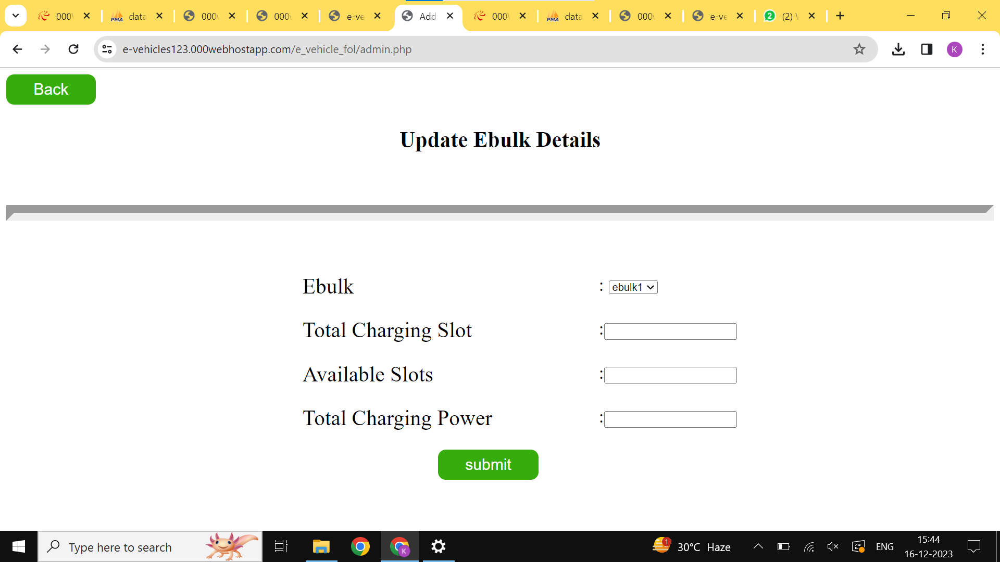 000 data 000 000 e-ve Add 000 data 000 e-ve 2 (2)
e-vehicles123.000webhostapp.com/e_vehicle_fol/admin.php K
Back
Update Ebulk Details
Ebulk : ebulk1
Total Charging Slot :
Available Slots :
Total Charging Power :
submit
Type here to search K 1 30°C Haze ENG 15:44
16-12-2023